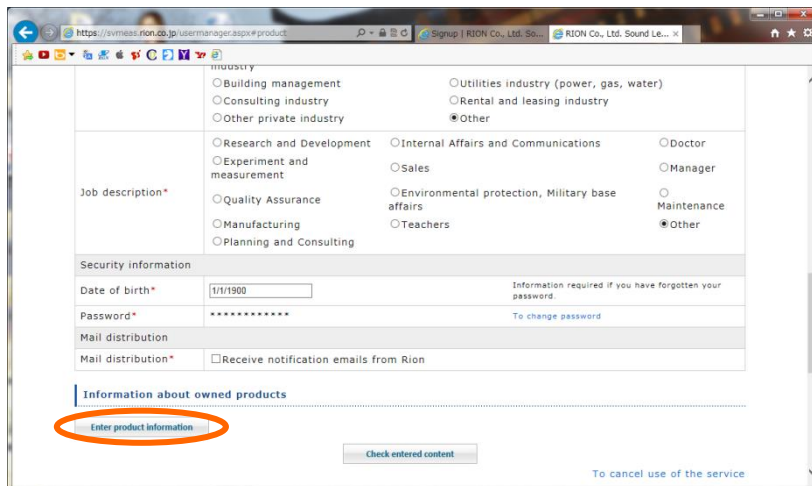 https://svmeas.rion.co.jp/usermanager.aspx#product
Signup | RION Co., Ltd. So...
RION Co., Ltd. Sound Le...
industry
Building management
Utilities industry (power, gas, water)
Consulting industry
Rental and leasing industry
Other private industry
Other
Research and Development
Internal Affairs and Communications
Doctor
Experiment and
measurement
Sales
Manager
Job description*
Quality Assurance
Environmental protection, Military base
affairs
Maintenance
Manufacturing
Teachers
Other
Planning and Consulting
Security information
Date of birth*
1/1/1900
Information required if you have forgotten your
password.
Password*
************
To change password
Mail distribution
Mail distribution*
Receive notification emails from Rion
Information about owned products
Enter product information
Check entered content
To cancel use of the service